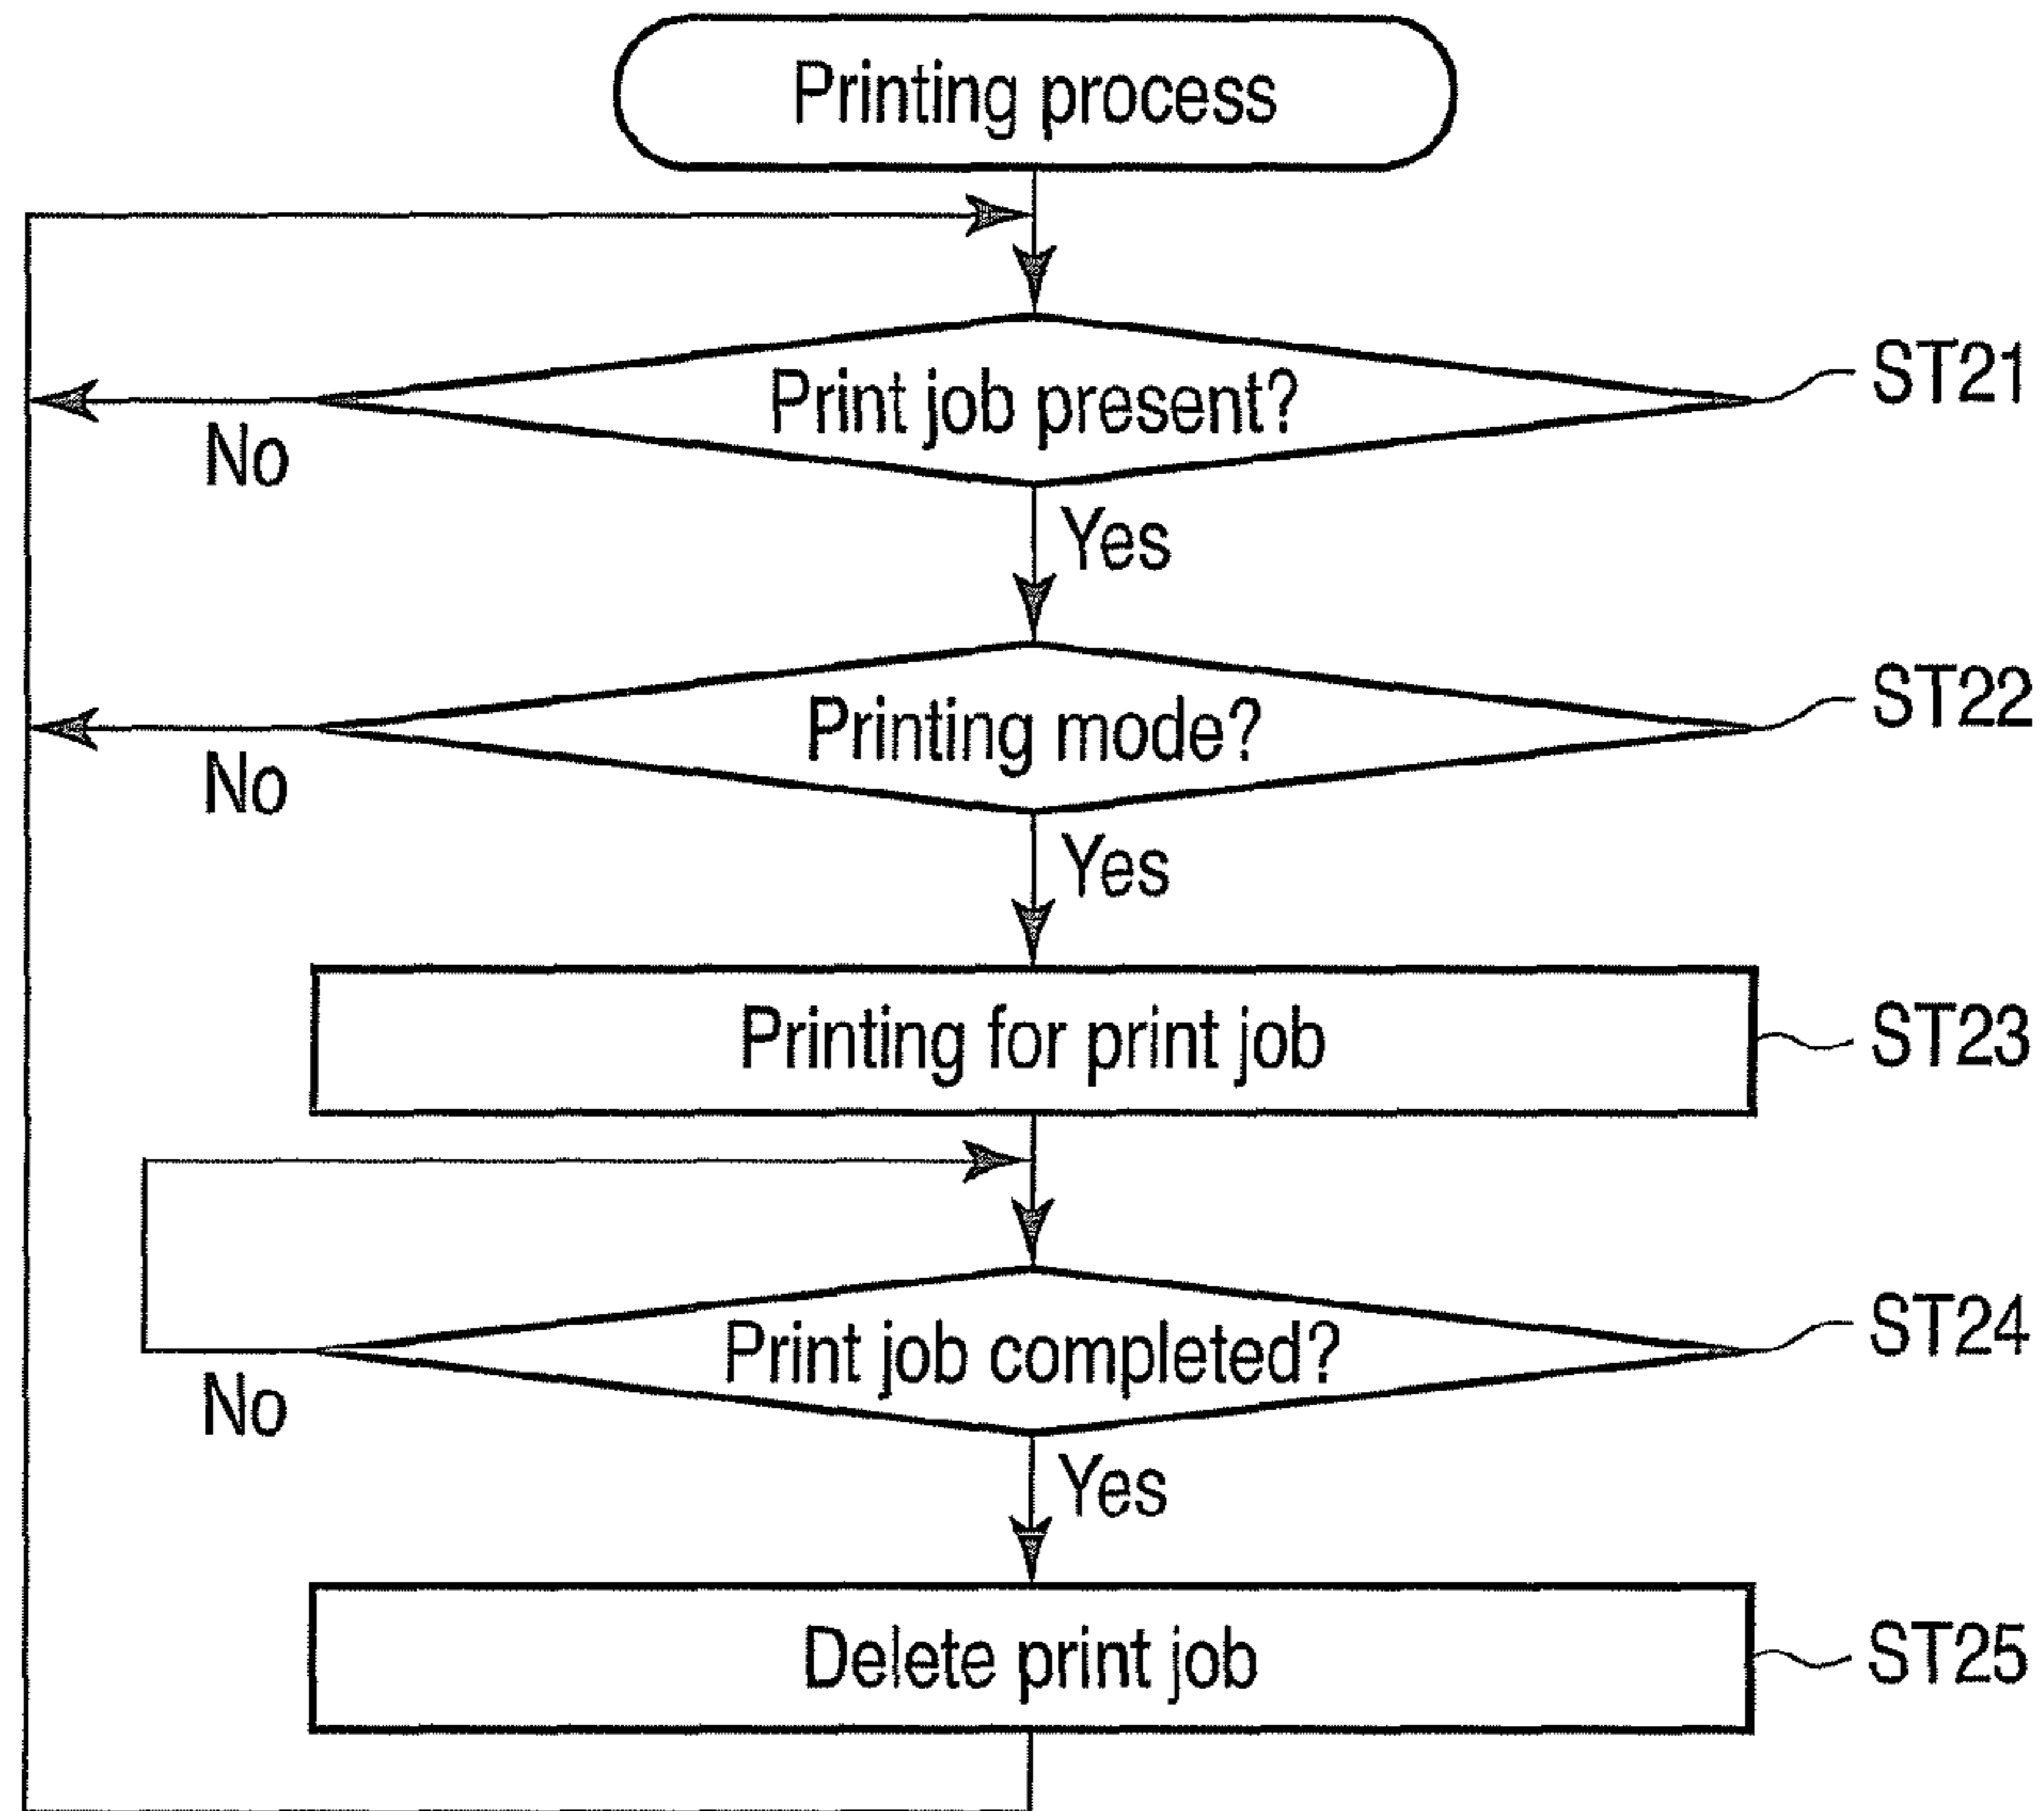 Printing process
Print job present?
ST21
No
Yes
Printing mode?
ST22
No
Yes
Printing for print job
ST23
Print job completed?
ST24
No
Yes
Delete print job
ST25